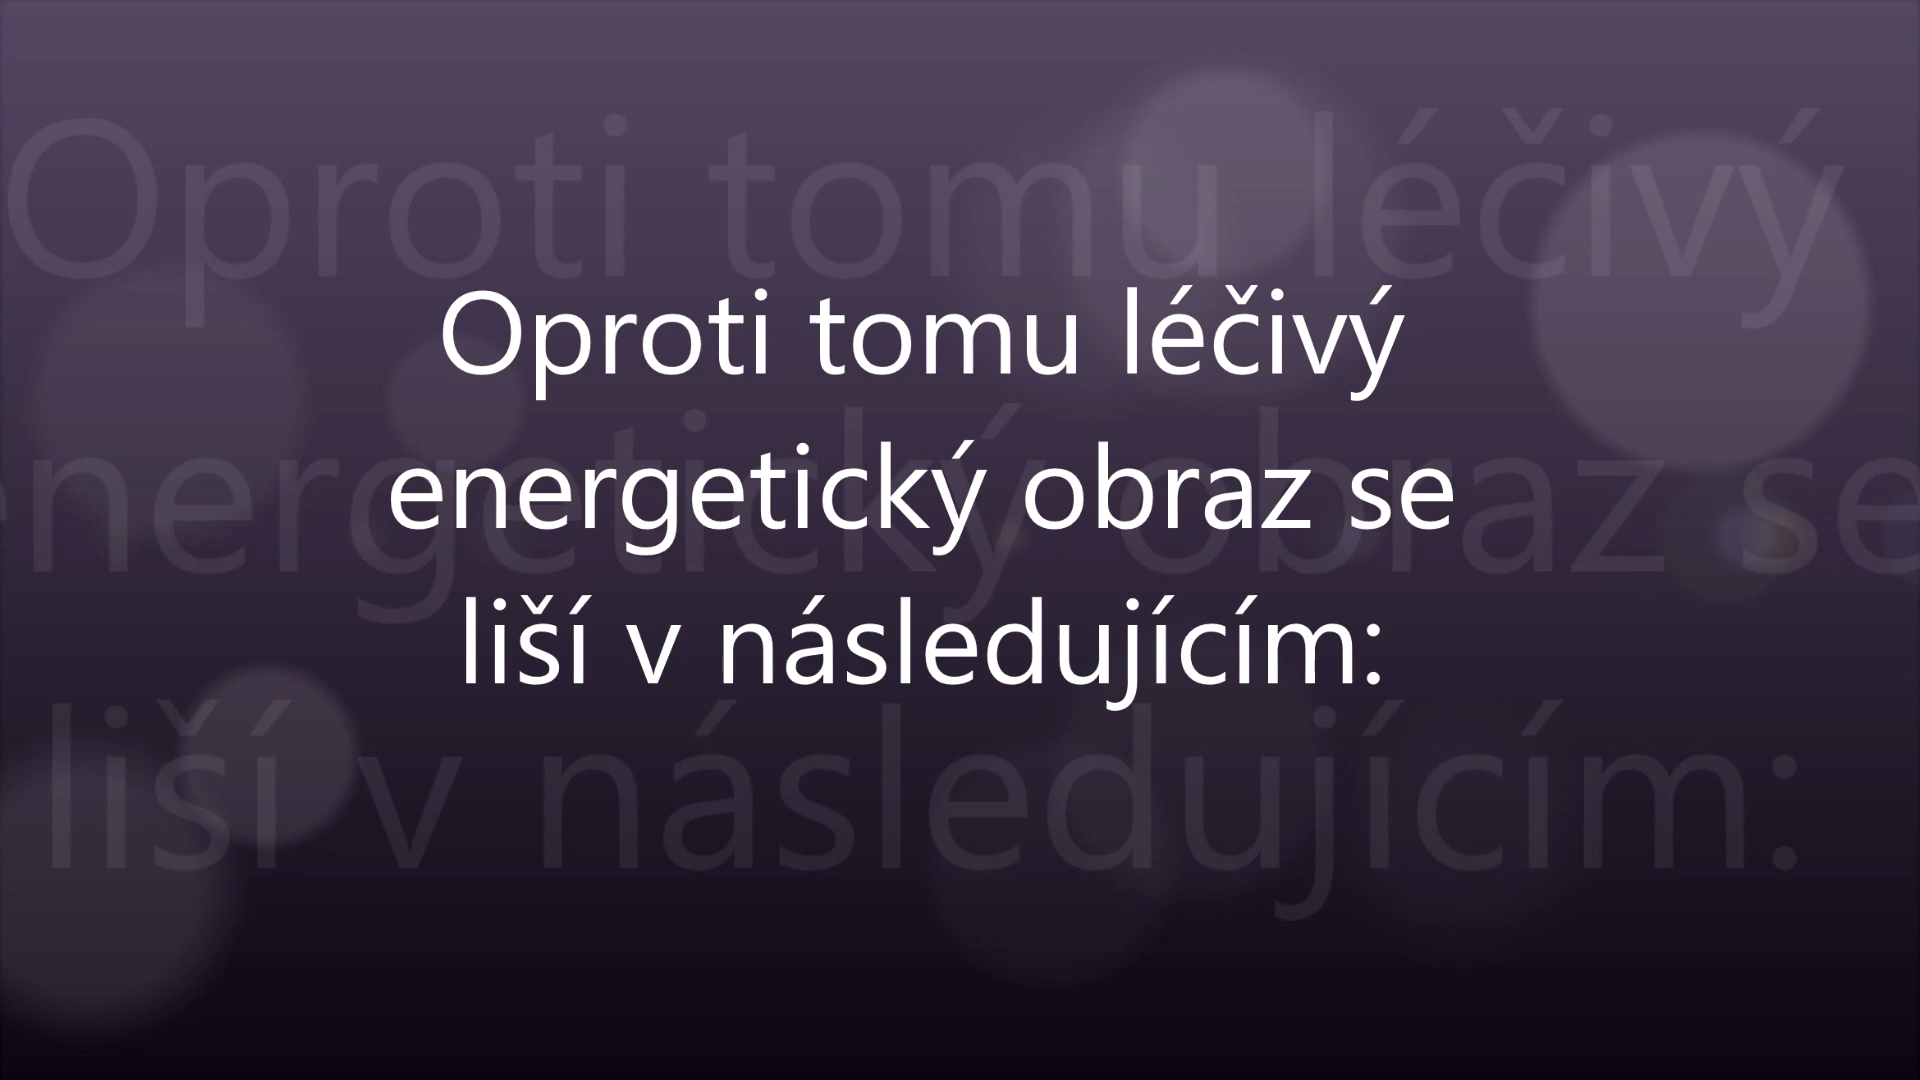 Oproti tomu léčivý
energetický obraz se
liší v následujícím: